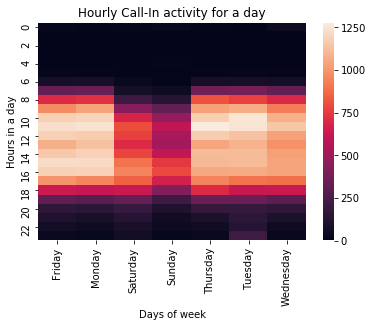 Hourly Call-In activity for a day
Hours in a day
0
2
4
6
8
10
12
14
16
18
20
22
Friday
Monday
Saturday
Sunday
Thursday
Tuesday
Wednesday
Days of week
1250
1000
750
500
250
0